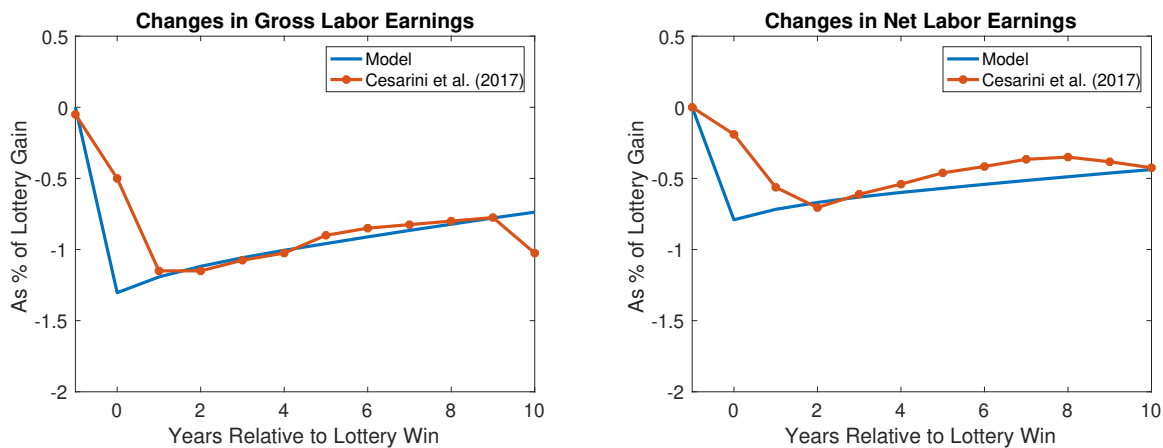 Changes in Gross Labor Earnings
0.5
0
-0.5
-1
-1.5
-2
As % of Lottery Gain
Model
Cesarini et al. (2017)
0 2 4 6 8 10
Years Relative to Lottery Win
Changes in Net Labor Earnings
0.5
0
-0.5
-1
-1.5
-2
As % of Lottery Gain
Model
Cesarini et al. (2017)
0 2 4 6 8 10
Years Relative to Lottery Win